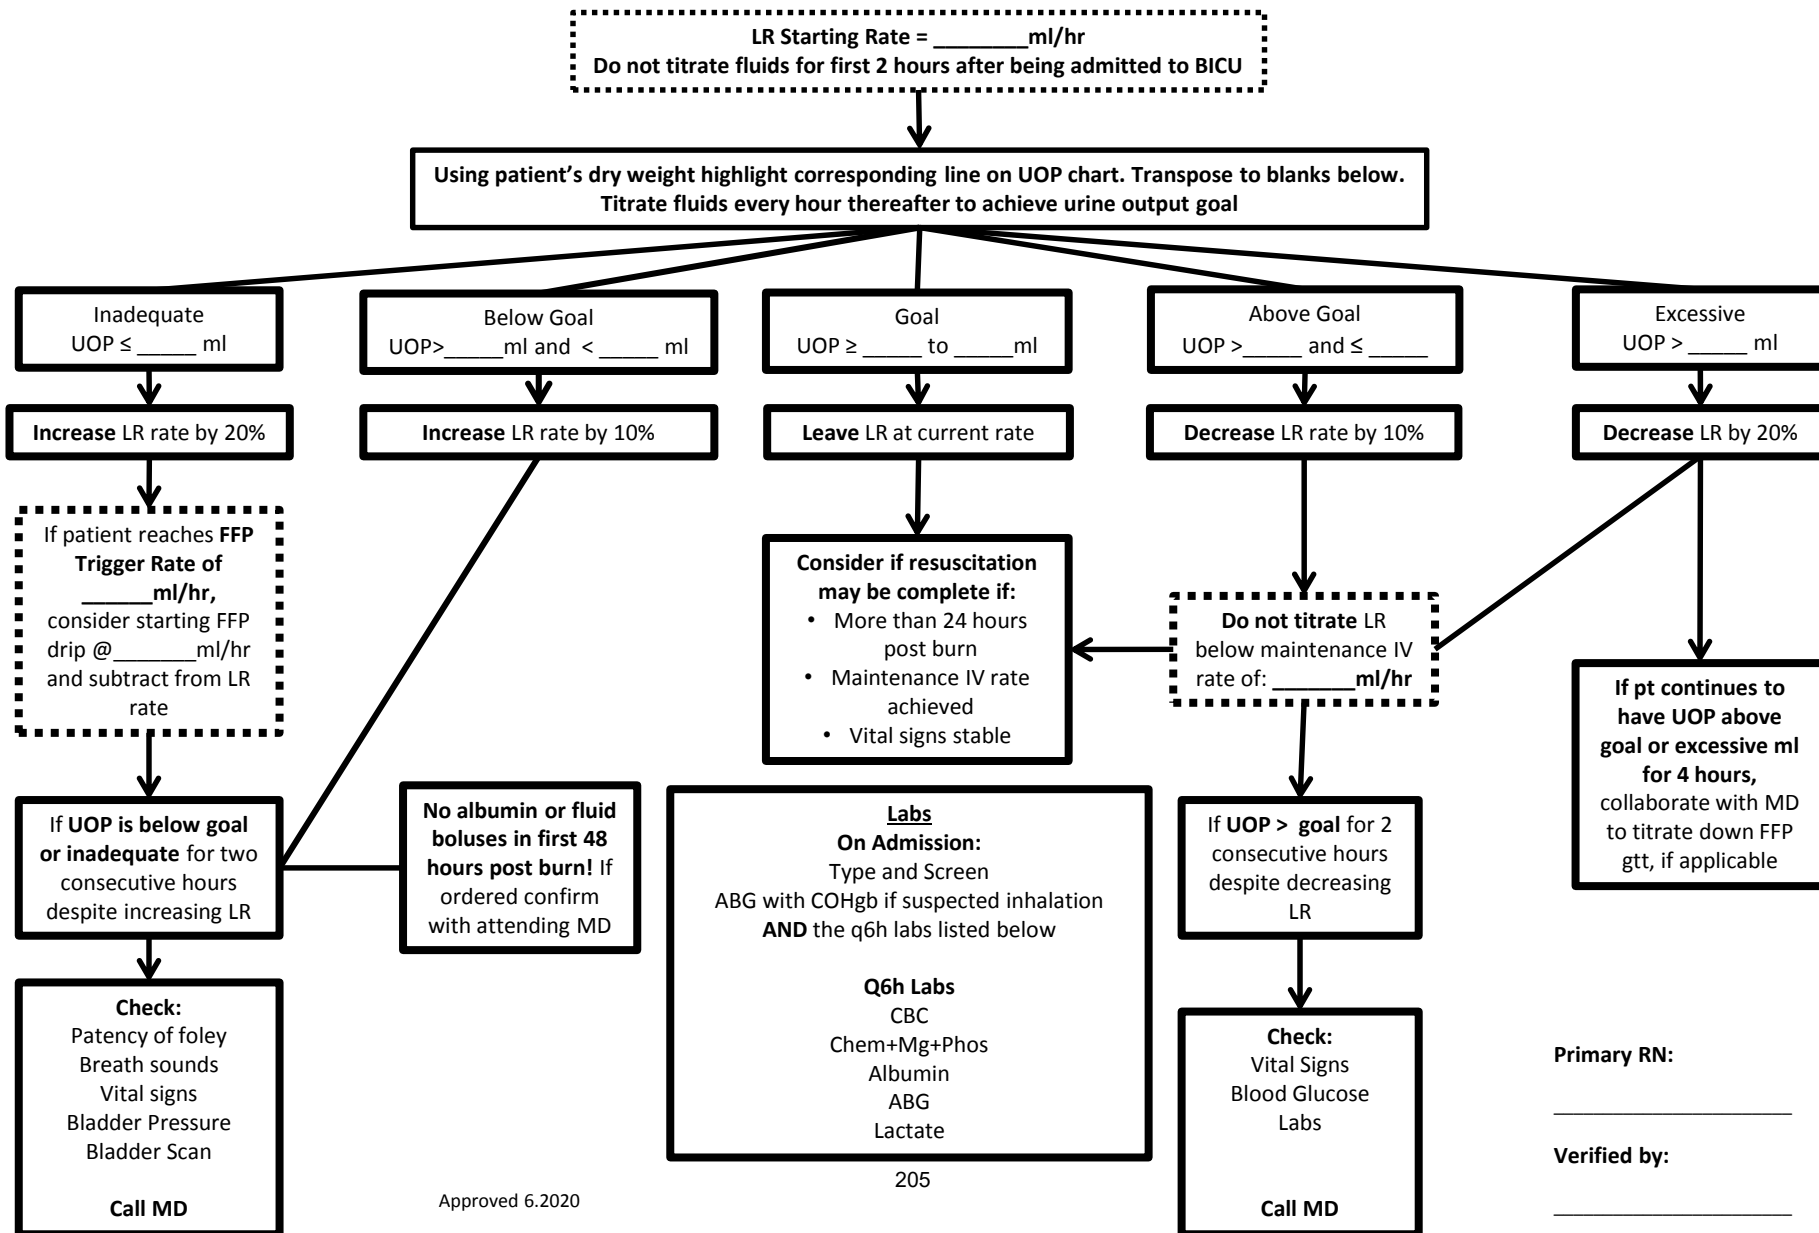 LR Starting Rate = ________ml/hr
Do not titrate fluids for first 2 hours after being admitted to BICU
Using patient's dry weight highlight corresponding line on UOP chart. Transpose to blanks below.
Titrate fluids every hour thereafter to achieve urine output goal
Inadequate
UOP ≤ _____ ml
Below Goal
UOP>_____ml and < _____ ml
Goal
UOP ≥ _____ to _____ml
Above Goal
UOP >_____ and ≤ _____
Excessive
UOP > _____ ml
Increase LR rate by 20%
Increase LR rate by 10%
Leave LR at current rate
Decrease LR rate by 10%
Decrease LR by 20%
If patient reaches FFP
Trigger Rate of
______ml/hr,
consider starting FFP
drip @_______ml/hr
and subtract from LR
rate
Consider if resuscitation
may be complete if:
• More than 24 hours
post burn
• Maintenance IV rate
achieved
• Vital signs stable
Do not titrate LR
below maintenance IV
rate of: _______ml/hr
If pt continues to
have UOP above
goal or excessive ml
for 4 hours,
collaborate with MD
to titrate down FFP
gtt, if applicable
If UOP is below goal
or inadequate for two
consecutive hours
despite increasing LR
No albumin or fluid
boluses in first 48
hours post burn! If
ordered confirm
with attending MD
Labs
On Admission:
Type and Screen
ABG with COHgb if suspected inhalation
AND the q6h labs listed below
Q6h Labs
CBC
Chem+Mg+Phos
Albumin
ABG
Lactate
If UOP > goal for 2
consecutive hours
despite decreasing
LR
Check:
Patency of foley
Breath sounds
Vital signs
Bladder Pressure
Bladder Scan
Call MD
Check:
Vital Signs
Blood Glucose
Labs
Call MD
Primary RN:
____________________
Verified by:
____________________
Approved 6.2020
205